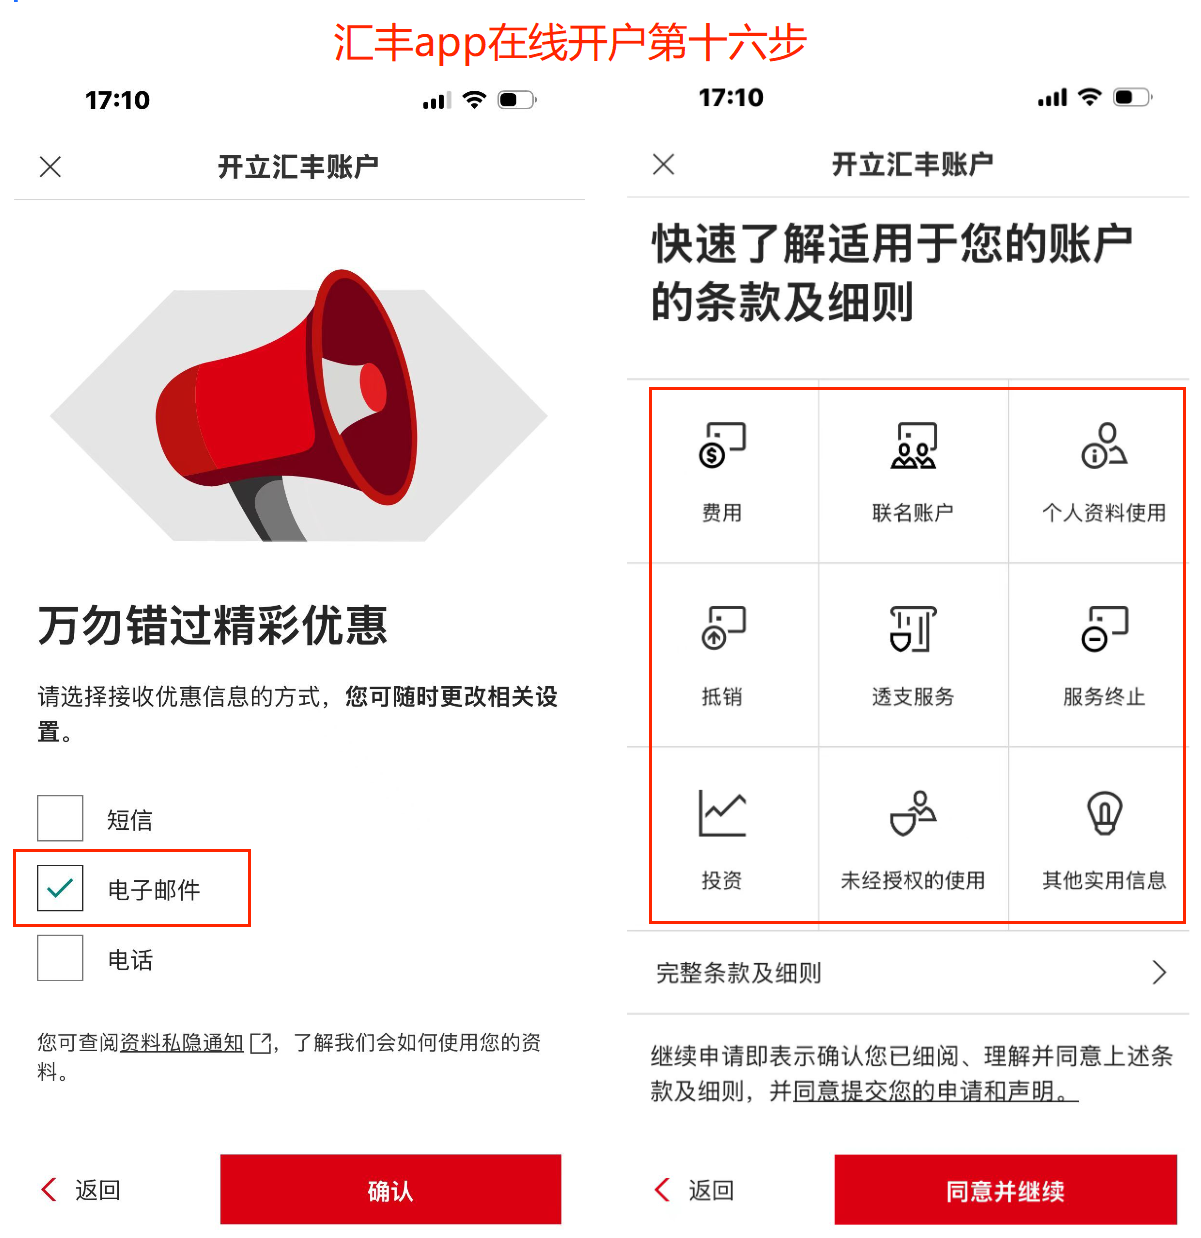 汇丰app在线开户第十六步
17:10
开立汇丰账户
万勿错过精彩优惠
请选择接收优惠信息的方式，您可随时更改相关设
置。
短信
电子邮件
电话
您可查阅资料私隐通知，了解我们会如何使用您的资
料。
返回
确认
17:10
开立汇丰账户
快速了解适用于您的账户
的条款及细则
费用
联名账户
个人资料使用
抵销
透支服务
服务终止
投资
未经授权的使用
其他实用信息
完整条款及细则
继续申请即表示确认您已细阅、理解并同意上述条
款及细则，并同意提交您的申请和声明。
返回
同意并继续